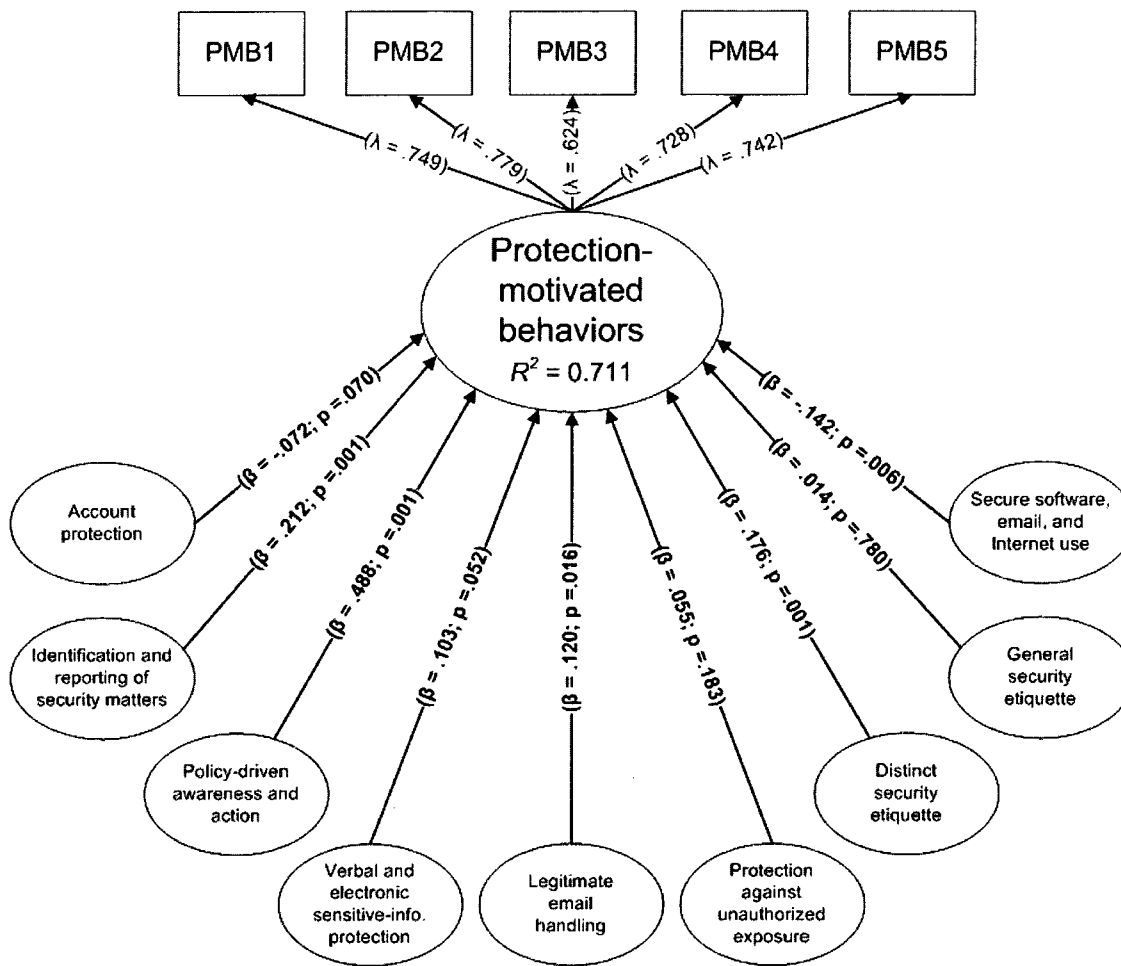 PMB1
PMB2
PMB3
PMB4
PMB5
(λ = .749)
(λ = .779)
(λ = .624)
(λ = .728)
(λ = .742)
Protection-
motivated
behaviors
R² = 0.711
(β = -.072; p =.070)
(β = .212; p =.001)
(β = .488; p =.001)
(β = .103; p =.052)
(β = .120; p =.016)
(β = .055; p =.183)
(β = .176; p =.001)
(β = .014; p =.780)
(β = -.142; p =.006)
Account
protection
Identification and
reporting of
security matters
Policy-driven
awareness and
action
Verbal and
electronic
sensitive-info.
protection
Legitimate
email
handling
Protection
against
unauthorized
exposure
Distinct
security
etiquette
General
security
etiquette
Secure software,
email, and
Internet use